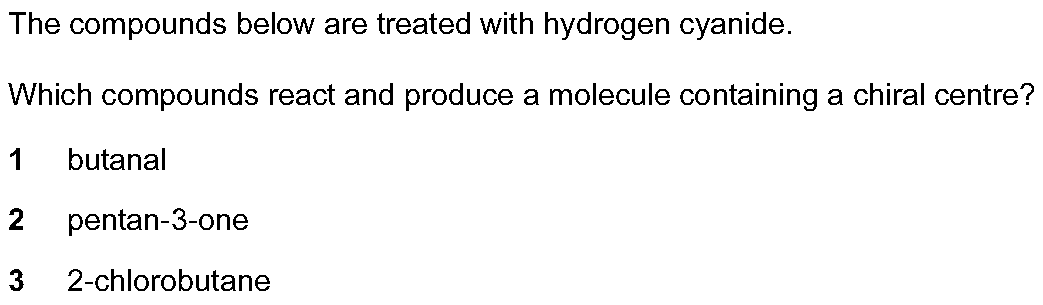 The compounds below are treated with hydrogen cyanide.
Which compounds react and produce a molecule containing a chiral centre?
1 butanal
2 pentan-3-one
3 2-chlorobutane